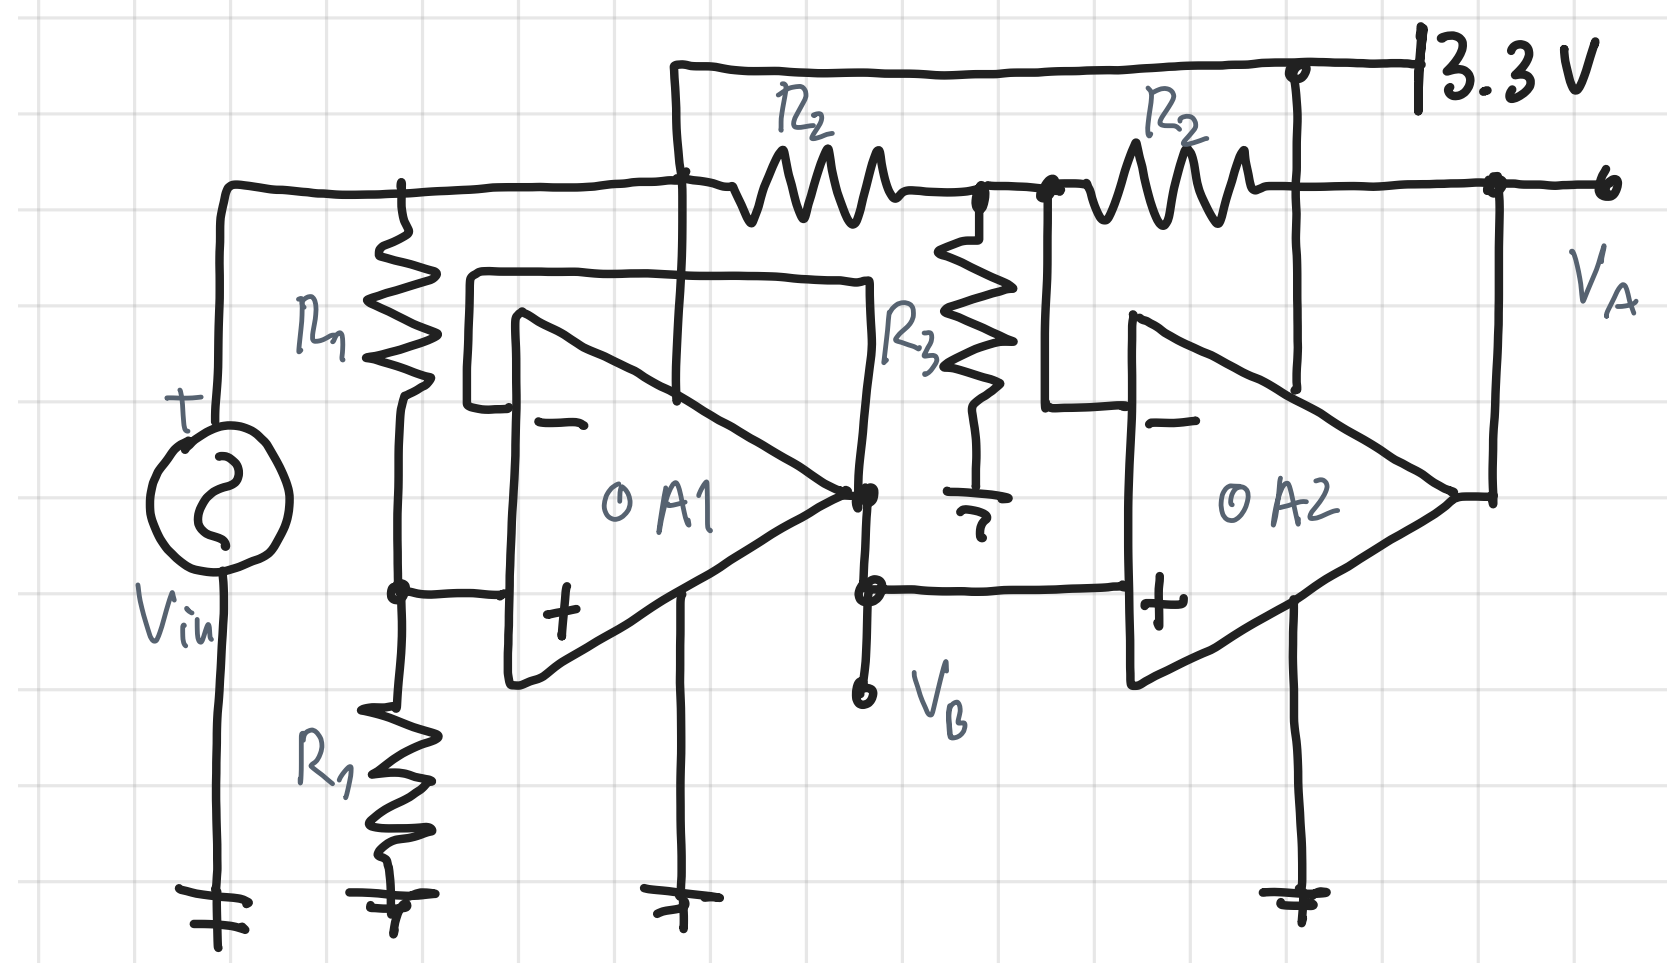 3.3 V
R2
R2
R1
R3
VA
+
-
-
OA1
OA2
Vin
+
+
VB
R1